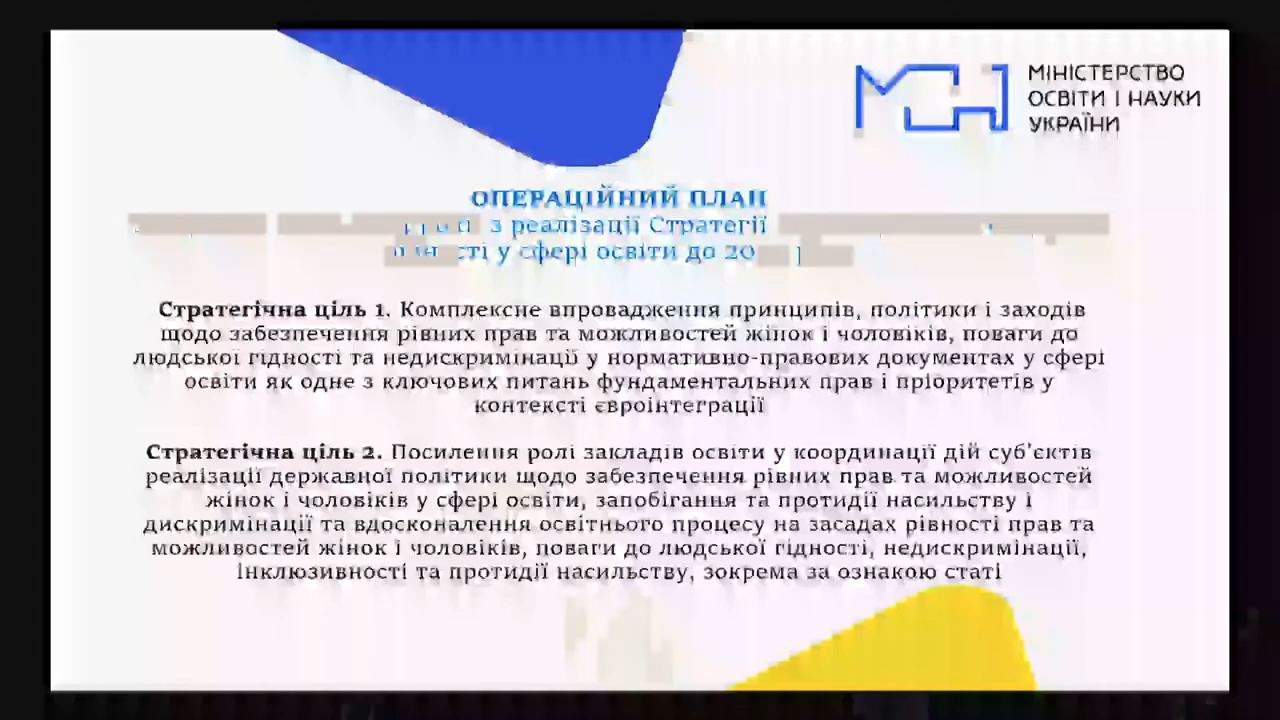 МІНІСТЕРСТВО
ОСВІТИ І НАУКИ
УКРАЇНИ
ОПЕРАЦІЙНИЙ ПЛАН
з реалізації Стратегії
у сфері освіти до
Стратегічна ціль 1. Комплексне впровадження принципів, політики і заходів
щодо забезпечення рівних прав та можливостей жінок і чоловіків, поваги до
людської гідності та недискримінації у нормативно-правових документах у сфері
освіти як одне з ключових питань фундаментальних прав і пріоритетів у
контексті євроінтеграції
Стратегічна ціль 2. Посилення ролі закладів освіти у координації дій суб'єктів
реалізації державної політики щодо забезпечення рівних прав та можливостей
жінок і чоловіків у сфері освіти, запобігання та протидії насильству і
дискримінації та вдосконалення освітнього процесу на засадах рівності прав та
можливостей жінок і чоловіків, поваги до людської гідності, недискримінації,
інклюзивності та протидії насильству, зокрема за ознакою статі